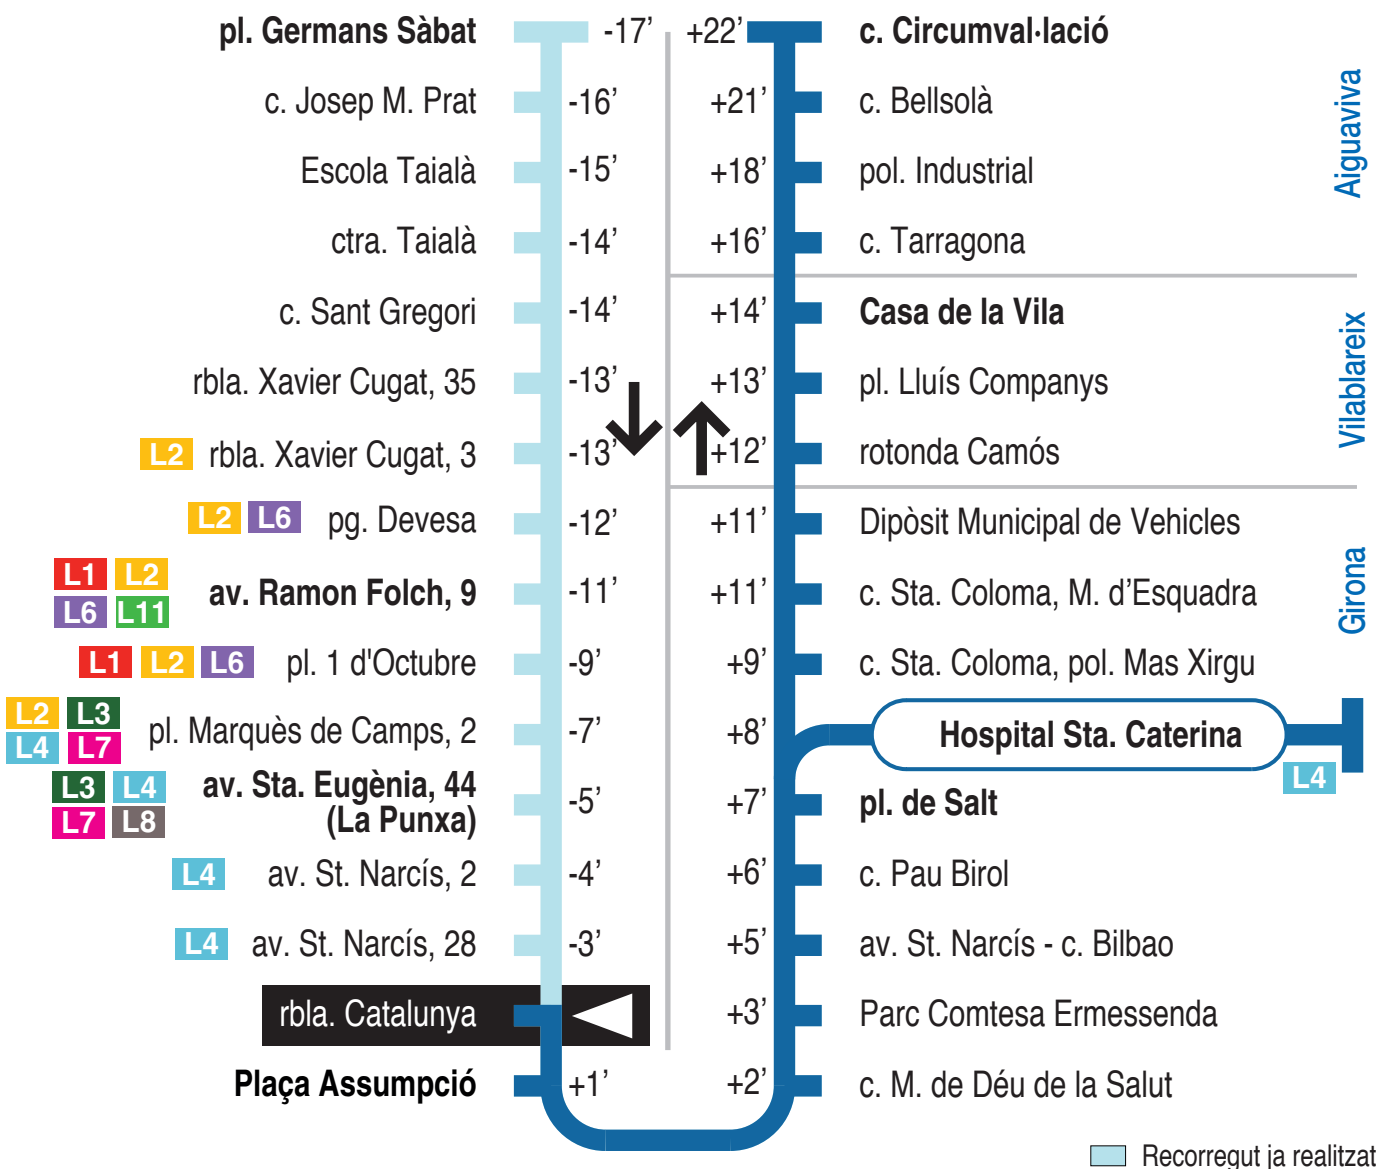 pl. Germans Sàbat -17'
c. Josep M. Prat -16'
Escola Taialà -15'
ctra. Taialà -14'
c. Sant Gregori -14'
rbla. Xavier Cugat, 35 -13'
L2 rbla. Xavier Cugat, 3 -13'
L2 L6 pg. Devesa -12'
L1 L2
L6 L11
av. Ramon Folch, 9 -11'
L1 L2 L6 pl. 1 d'Octubre -9'
L2 L3
L4 L7
pl. Marquès de Camps, 2 -7'
L3 L4
L7 L8
av. Sta. Eugènia, 44
(La Punxa)
-5'
L4 av. St. Narcís, 2 -4'
L4 av. St. Narcís, 28 -3'
rbla. Catalunya
Plaça Assumpció +1'
+22' c. Circumval·lació
+21' c. Bellsolà
+18' pol. Industrial
+16' c. Tarragona
Aiguaviva
+14' Casa de la Vila
+13' pl. Lluís Companys
+12' rotonda Camós
Vilablareix
+11' Dipòsit Municipal de Vehicles
+11' c. Sta. Coloma, M. d'Esquadra
+9' c. Sta. Coloma, pol. Mas Xirgu
Girona
+8' Hospital Sta. Caterina
L4
+7' pl. de Salt
+6' c. Pau Birol
+5' av. St. Narcís - c. Bilbao
+3' Parc Comtesa Ermessenda
+2' c. M. de Déu de la Salut
Recorregut ja realitzat